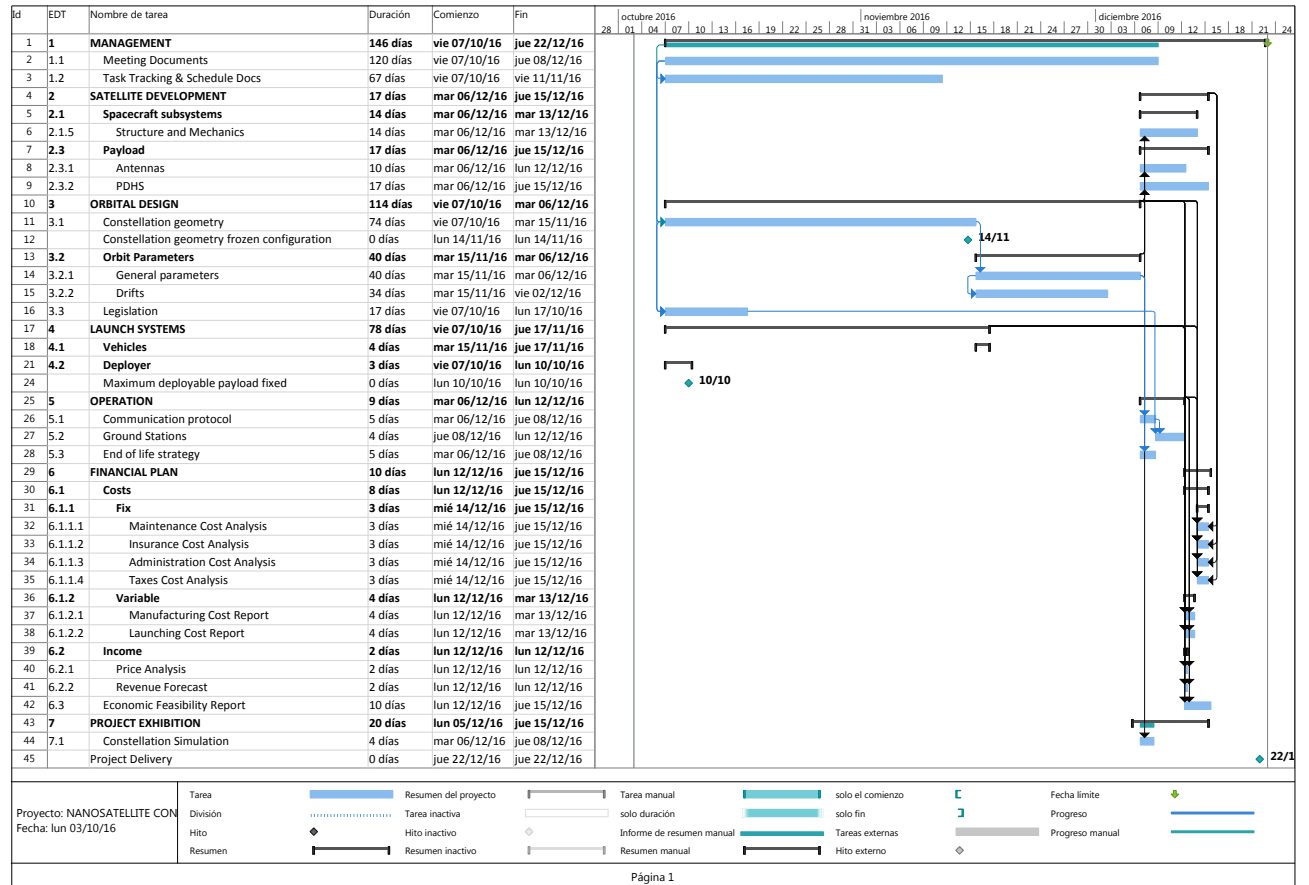 Id EDT Nombre de tarea Duración Comienzo Fin
octubre 2016 noviembre 2016 diciembre 2016
28 01 04 07 10 13 16 19 22 25 28 31 03 06 09 12 15 18 21 24 27 30 03 06 09 12 15 18 21 24
1 1 MANAGEMENT 146 días vie 07/10/16 jue 22/12/16
2 1.1 Meeting Documents 120 días vie 07/10/16 jue 08/12/16
3 1.2 Task Tracking & Schedule Docs 67 días vie 07/10/16 vie 11/11/16
4 2 SATELLITE DEVELOPMENT 17 días mar 06/12/16 jue 15/12/16
5 2.1 Spacecraft subsystems 14 días mar 06/12/16 mar 13/12/16
6 2.1.5 Structure and Mechanics 14 días mar 06/12/16 mar 13/12/16
7 2.3 Payload 17 días mar 06/12/16 jue 15/12/16
8 2.3.1 Antennas 10 días mar 06/12/16 lun 12/12/16
9 2.3.2 PDHS 17 días mar 06/12/16 jue 15/12/16
10 3 ORBITAL DESIGN 114 días vie 07/10/16 mar 06/12/16
11 3.1 Constellation geometry 74 días vie 07/10/16 mar 15/11/16
12 Constellation geometry frozen configuration 0 días lun 14/11/16 lun 14/11/16 14/11
13 3.2 Orbit Parameters 40 días mar 15/11/16 mar 06/12/16
14 3.2.1 General parameters 40 días mar 15/11/16 mar 06/12/16
15 3.2.2 Drifts 34 días mar 15/11/16 vie 02/12/16
16 3.3 Legislation 17 días vie 07/10/16 lun 17/10/16
17 4 LAUNCH SYSTEMS 78 días vie 07/10/16 jue 17/11/16
18 4.1 Vehicles 4 días mar 15/11/16 jue 17/11/16
21 4.2 Deployer 3 días vie 07/10/16 lun 10/10/16
24 Maximum deployable payload fixed 0 días lun 10/10/16 lun 10/10/16 10/10
25 5 OPERATION 9 días mar 06/12/16 lun 12/12/16
26 5.1 Communication protocol 5 días mar 06/12/16 jue 08/12/16
27 5.2 Ground Stations 4 días jue 08/12/16 lun 12/12/16
28 5.3 End of life strategy 5 días mar 06/12/16 jue 08/12/16
29 6 FINANCIAL PLAN 10 días lun 12/12/16 jue 15/12/16
30 6.1 Costs 8 días lun 12/12/16 jue 15/12/16
31 6.1.1 Fix 3 días mié 14/12/16 jue 15/12/16
32 6.1.1.1 Maintenance Cost Analysis 3 días mié 14/12/16 jue 15/12/16
33 6.1.1.2 Insurance Cost Analysis 3 días mié 14/12/16 jue 15/12/16
34 6.1.1.3 Administration Cost Analysis 3 días mié 14/12/16 jue 15/12/16
35 6.1.1.4 Taxes Cost Analysis 3 días mié 14/12/16 jue 15/12/16
36 6.1.2 Variable 4 días lun 12/12/16 mar 13/12/16
37 6.1.2.1 Manufacturing Cost Report 4 días lun 12/12/16 mar 13/12/16
38 6.1.2.2 Launching Cost Report 4 días lun 12/12/16 mar 13/12/16
39 6.2 Income 2 días lun 12/12/16 lun 12/12/16
40 6.2.1 Price Analysis 2 días lun 12/12/16 lun 12/12/16
41 6.2.2 Revenue Forecast 2 días lun 12/12/16 lun 12/12/16
42 6.3 Economic Feasibility Report 10 días lun 12/12/16 jue 15/12/16
43 7 PROJECT EXHIBITION 20 días lun 05/12/16 jue 15/12/16
44 7.1 Constellation Simulation 4 días mar 06/12/16 jue 08/12/16
45 Project Delivery 0 días jue 22/12/16 jue 22/12/16 22/1
Proyecto: NANOSATELLITE CON
Fecha: lun 03/10/16
Tarea Resumen del proyecto Tarea manual solo el comienzo Fecha límite
División Tarea inactiva solo duración solo fin Progreso
Hito Hito inactivo Informe de resumen manual Tareas externas Progreso manual
Resumen Resumen inactivo Resumen manual Hito externo
Página 1